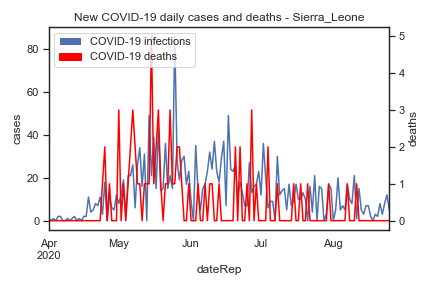 New COVID-19 daily cases and deaths - Sierra_Leone
COVID-19 infections
COVID-19 deaths
80
60
40
20
0
cases
5
4
3
2
1
0
deaths
Apr May Jun Jul Aug
2020
dateRep